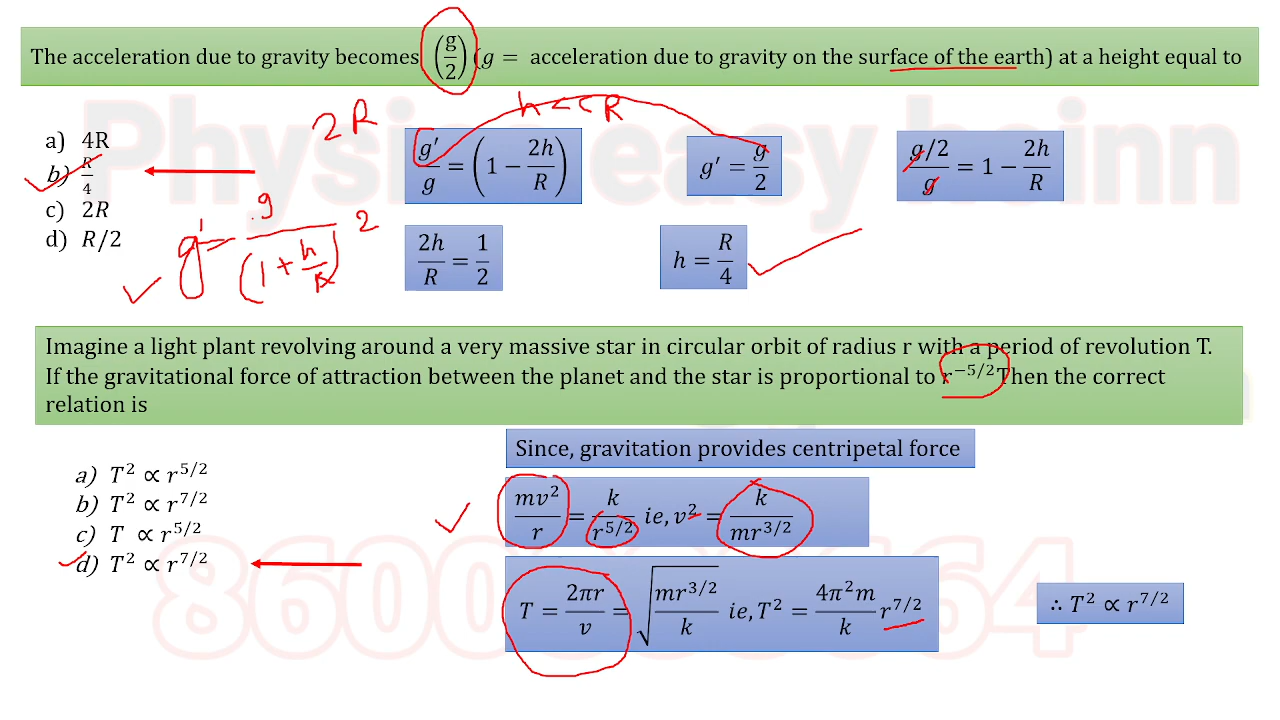 The acceleration due to gravity becomes (g/2) (g = acceleration due to gravity on the surface of the earth) at a height equal to
a) 4R
b) R/4
c) 2R
d) R/2
2R
h << R
g'/g = (1 − 2h/R)
g' = g/2
g/2/g = 1 − 2h/R
g' = g/(1 + h/R)²
2h/R = 1/2
h = R/4
Physics easy hainn
Imagine a light plant revolving around a very massive star in circular orbit of radius r with a period of revolution T.
If the gravitational force of attraction between the planet and the star is proportional to r^−5/2 Then the correct
relation is
a) T² ∝ r^5/2
b) T² ∝ r^7/2
c) T ∝ r^5/2
d) T² ∝ r^7/2
Since, gravitation provides centripetal force
mv²/r = k/r^5/2 ie, v² = k/mr^3/2
T = 2πr/v = √(mr^3/2/k) ie, T² = 4π²m/k r^7/2
∴ T² ∝ r^7/2